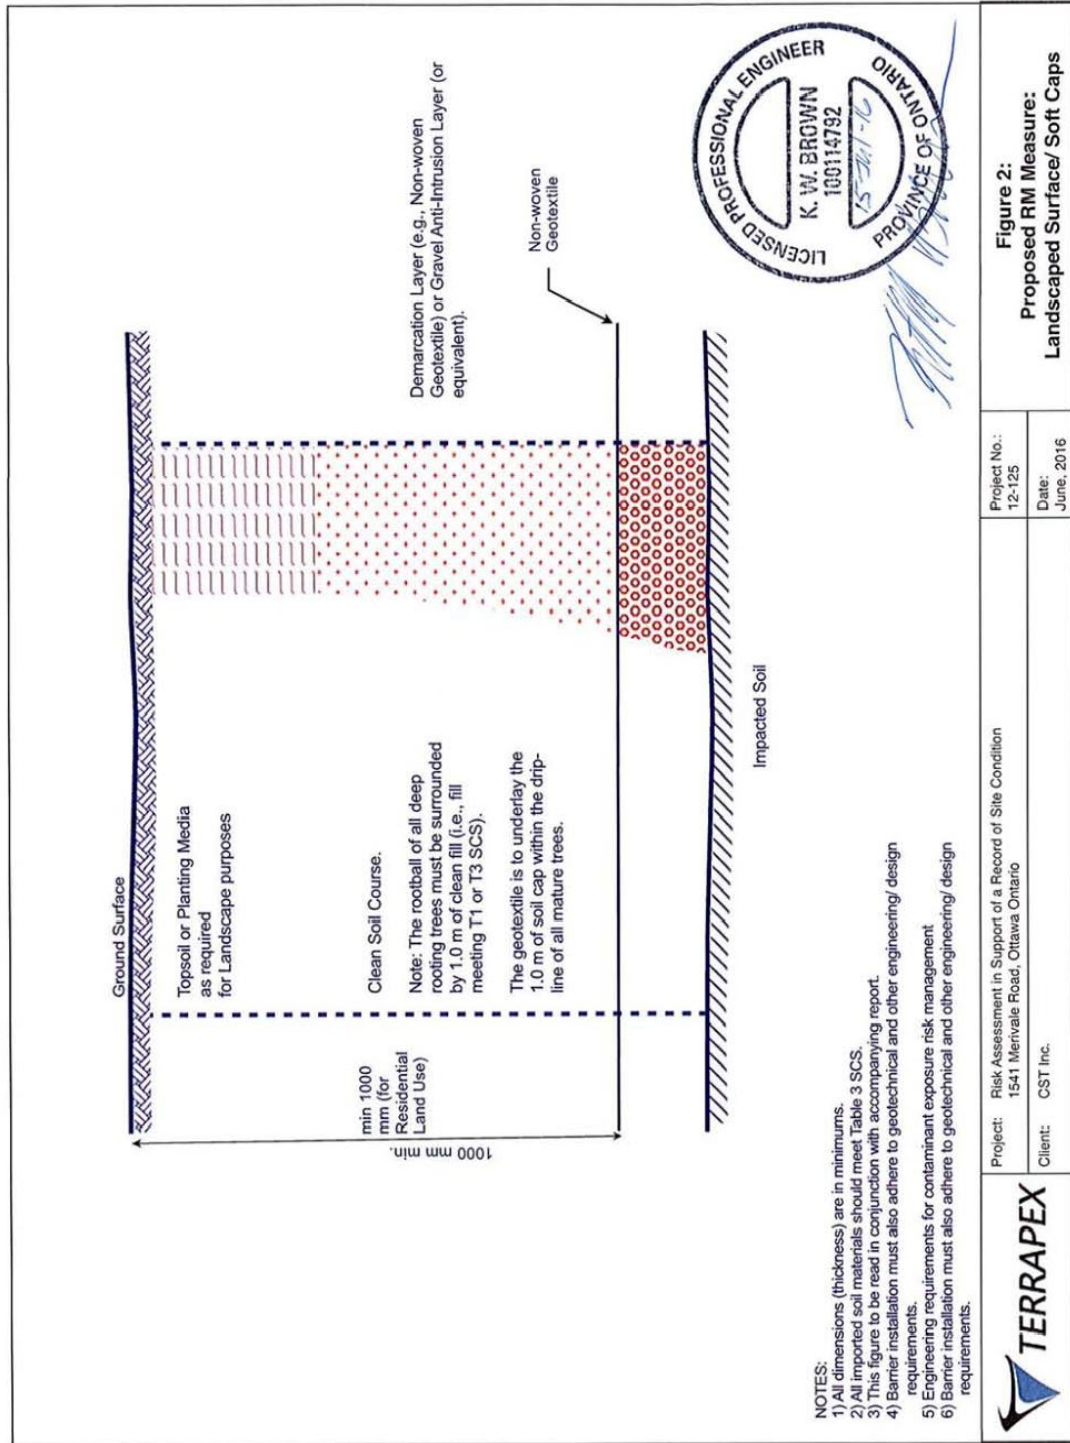 Ground Surface
Topsoil or Planting Media
as required
for Landscape purposes
min 1000
mm (for
Residential
Land Use)
1000 mm min.
Clean Soil Course.
Note: The rootball of all deep
rooting trees must be surrounded
by 1.0 m of clean fill (i.e., fill
meeting T1 or T3 SCS).
The geotextile is to underlay the
1.0 m of soil cap within the drip-
line of all mature trees.
Demarcation Layer (e.g., Non-woven
Geotextile) or Gravel Anti-Intrusion Layer (or
equivalent).
Non-woven
Geotextile
Impacted Soil
NOTES:
1) All dimensions (thickness) are in minimums.
2) All imported soil materials should meet Table 3 SCS.
3) This figure to be read in conjunction with accompanying report.
4) Barrier installation must also adhere to geotechnical and other engineering/ design
requirements.
5) Engineering requirements for contaminant exposure risk management
6) Barrier installation must also adhere to geotechnical and other engineering/ design
requirements.
LICENSED PROFESSIONAL ENGINEER
K. W. BROWN
100114792
15-Jul-16
PROVINCE OF ONTARIO
TERRAPEX
Project: Risk Assessment in Support of a Record of Site Condition
1541 Merivale Road, Ottawa Ontario
Client: CST Inc.
Project No.:
12-125
Date:
June, 2016
Figure 2:
Proposed RM Measure:
Landscaped Surface/ Soft Caps